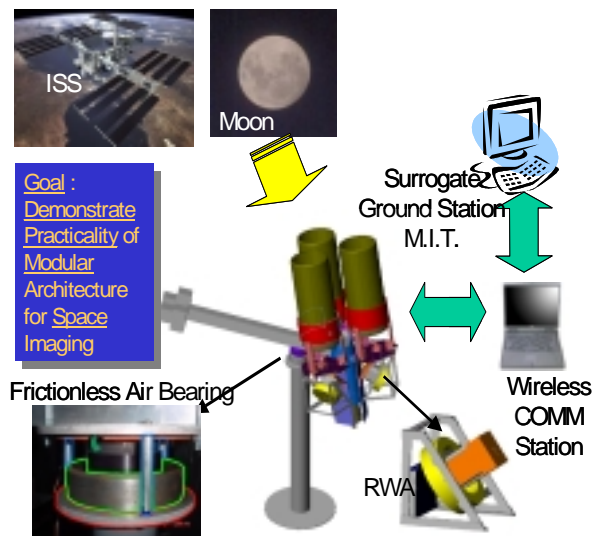 ISS
Moon
Goal :
Demonstrate
Practicality of
Modular
Architecture
for Space
Imaging
Surrogate
Ground Station
M.I.T.
Frictionless Air Bearing
Wireless
COMM
Station
RWA